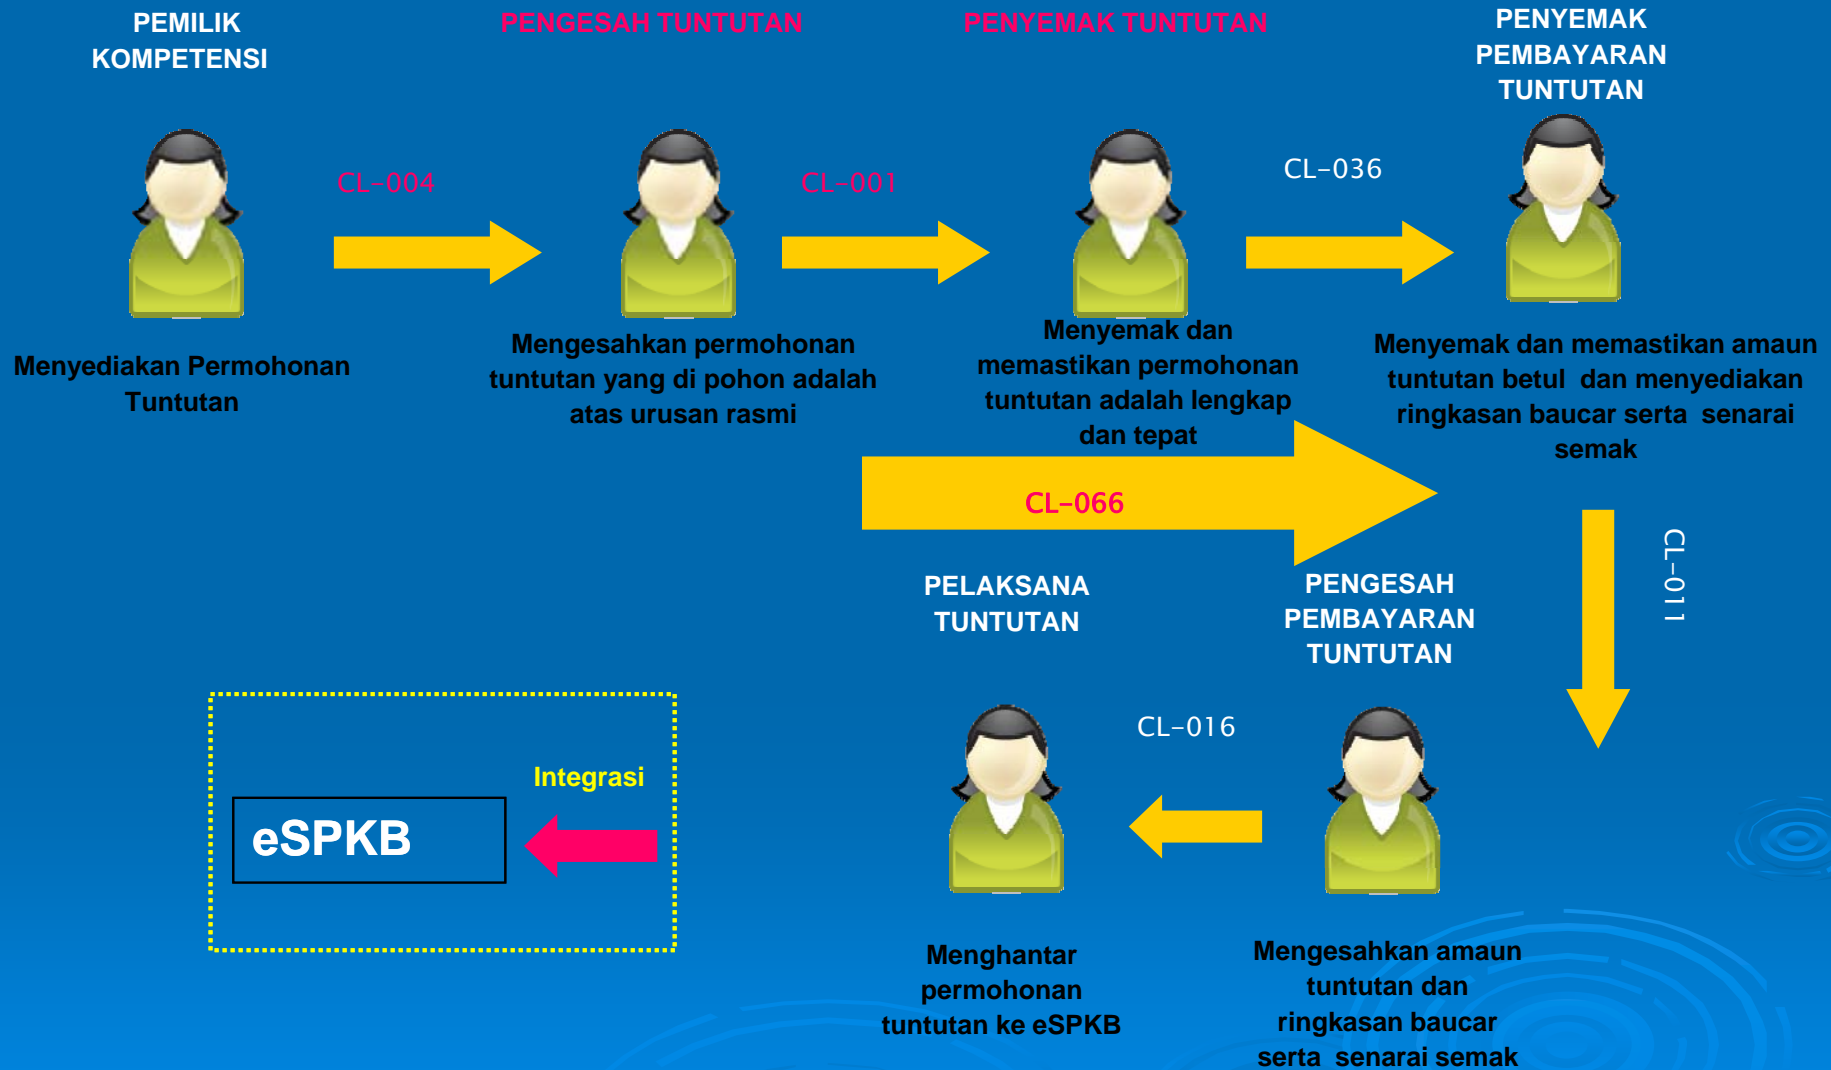 PEMILIK
KOMPETENSI
PENGESAH TUNTUTAN
PENYEMAK TUNTUTAN
PENYEMAK
PEMBAYARAN
TUNTUTAN
CL-004
CL-001
CL-036
Menyediakan Permohonan
Tuntutan
Mengesahkan permohonan
tuntutan yang di pohon adalah
atas urusan rasmi
Menyemak dan
memastikan permohonan
tuntutan adalah lengkap
dan tepat
Menyemak dan memastikan amaun
tuntutan betul dan menyediakan
ringkasan baucar serta senarai
semak
CL-066
CL-011
PELAKSANA
TUNTUTAN
PENGESAH
PEMBAYARAN
TUNTUTAN
CL-016
Integrasi
eSPKB
Menghantar
permohonan
tuntutan ke eSPKB
Mengesahkan amaun
tuntutan dan
ringkasan baucar
serta senarai semak